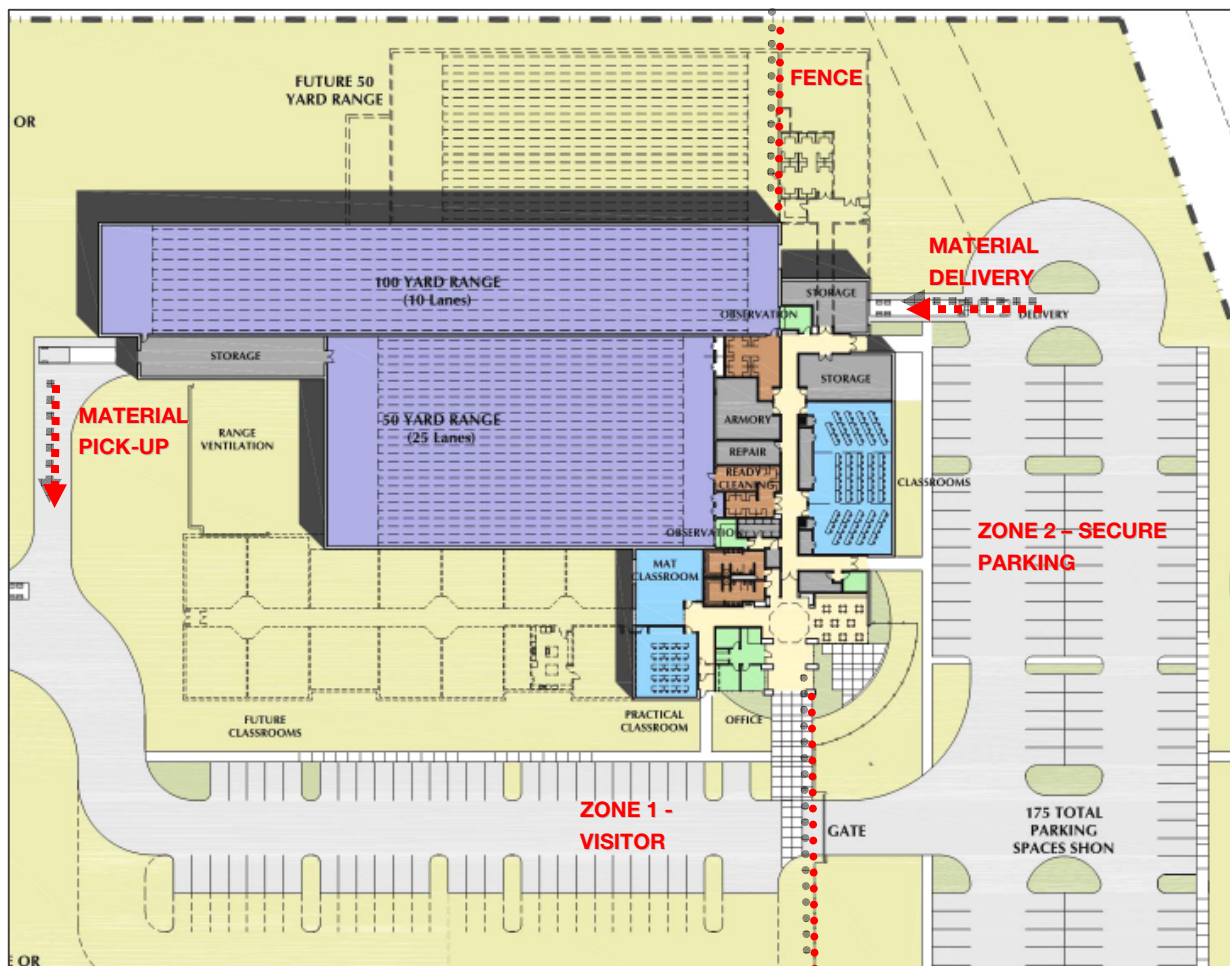 FENCE
FUTURE 50
YARD RANGE
OR
MATERIAL
DELIVERY
100 YARD RANGE
(10 Lanes)
STORAGE
OBSERVATION
DELIVERY
STORAGE
STORAGE
MATERIAL
PICK-UP
RANGE
VENTILATION
50 YARD RANGE
(25 Lanes)
ARMORY
REPAIR
READY
CLEANING
CLASSROOMS
OBSERVATION
ZONE 2 – SECURE
PARKING
MAT
CLASSROOM
FUTURE
CLASSROOMS
PRACTICAL
CLASSROOM
OFFICE
ZONE 1 -
VISITOR
GATE
175 TOTAL
PARKING
SPACES SHON
E OR